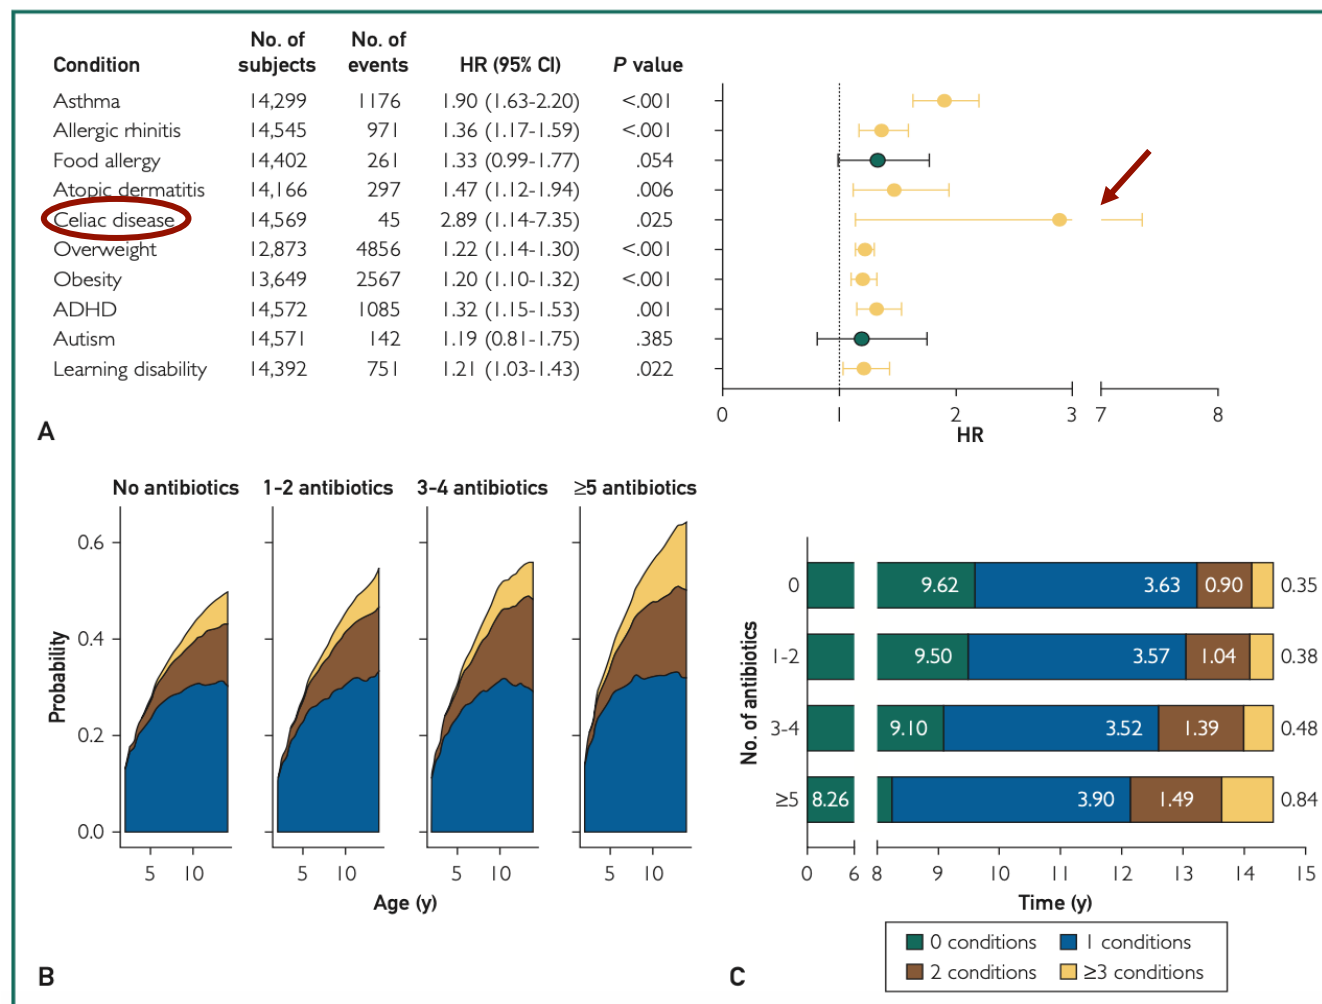 Condition No. of subjects No. of events HR (95% CI) P value
Asthma 14,299 1176 1.90 (1.63-2.20) <.001
Allergic rhinitis 14,545 971 1.36 (1.17-1.59) <.001
Food allergy 14,402 261 1.33 (0.99-1.77) .054
Atopic dermatitis 14,166 297 1.47 (1.12-1.94) .006
Celiac disease 14,569 45 2.89 (1.14-7.35) .025
Overweight 12,873 4856 1.22 (1.14-1.30) <.001
Obesity 13,649 2567 1.20 (1.10-1.32) <.001
ADHD 14,572 1085 1.32 (1.15-1.53) .001
Autism 14,571 142 1.19 (0.81-1.75) .385
Learning disability 14,392 751 1.21 (1.03-1.43) .022
0 1 2 3 7 8
HR
A
No antibiotics 1-2 antibiotics 3-4 antibiotics ≥5 antibiotics
Probability
0.6
0.4
0.2
0.0
5 10 5 10 5 10 5 10
Age (y)
B
No. of antibiotics
0 9.62 3.63 0.90 0.35
1-2 9.50 3.57 1.04 0.38
3-4 9.10 3.52 1.39 0.48
≥5 8.26 3.90 1.49 0.84
0 6 8 9 10 11 12 13 14 15
Time (y)
0 conditions 1 conditions
2 conditions ≥3 conditions
C